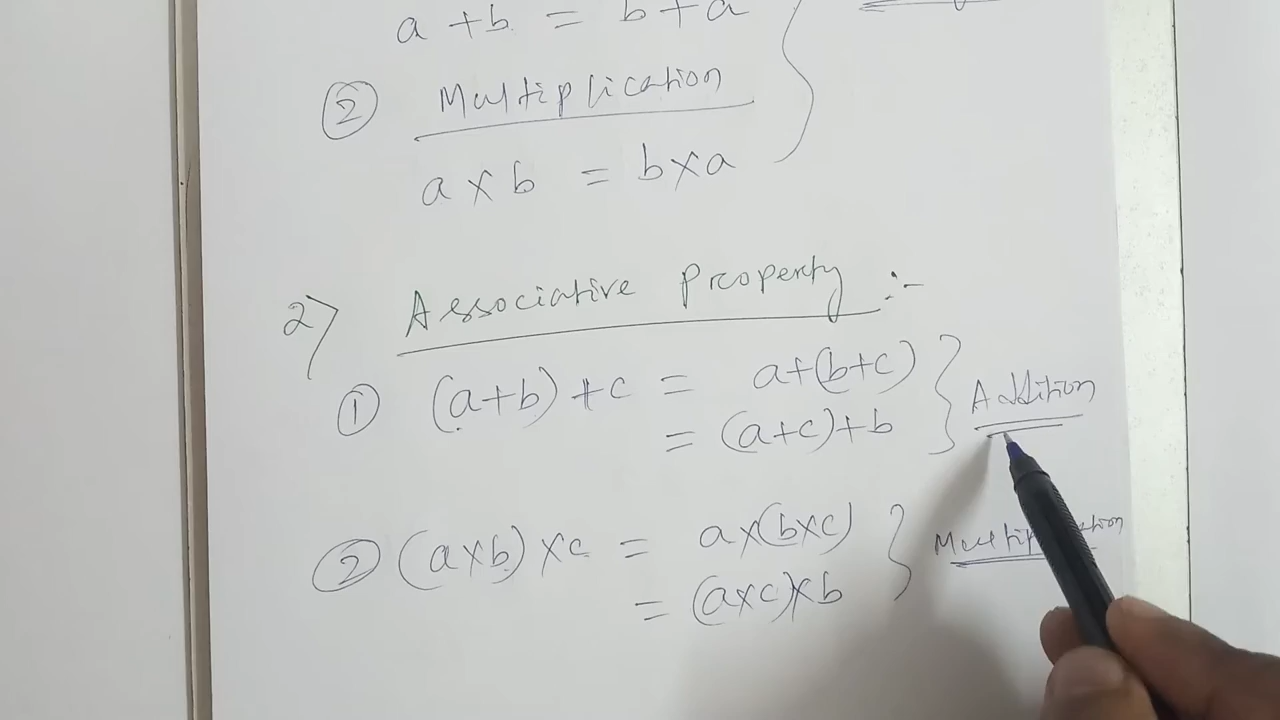 a + b = b + a
② Multiplication
a × b = b × a
2) Associative Property :-
① (a+b)+c = a+(b+c)
= (a+c)+b } Addition
② (a×b)×c = a×(b×c)
= (a×c)×b }